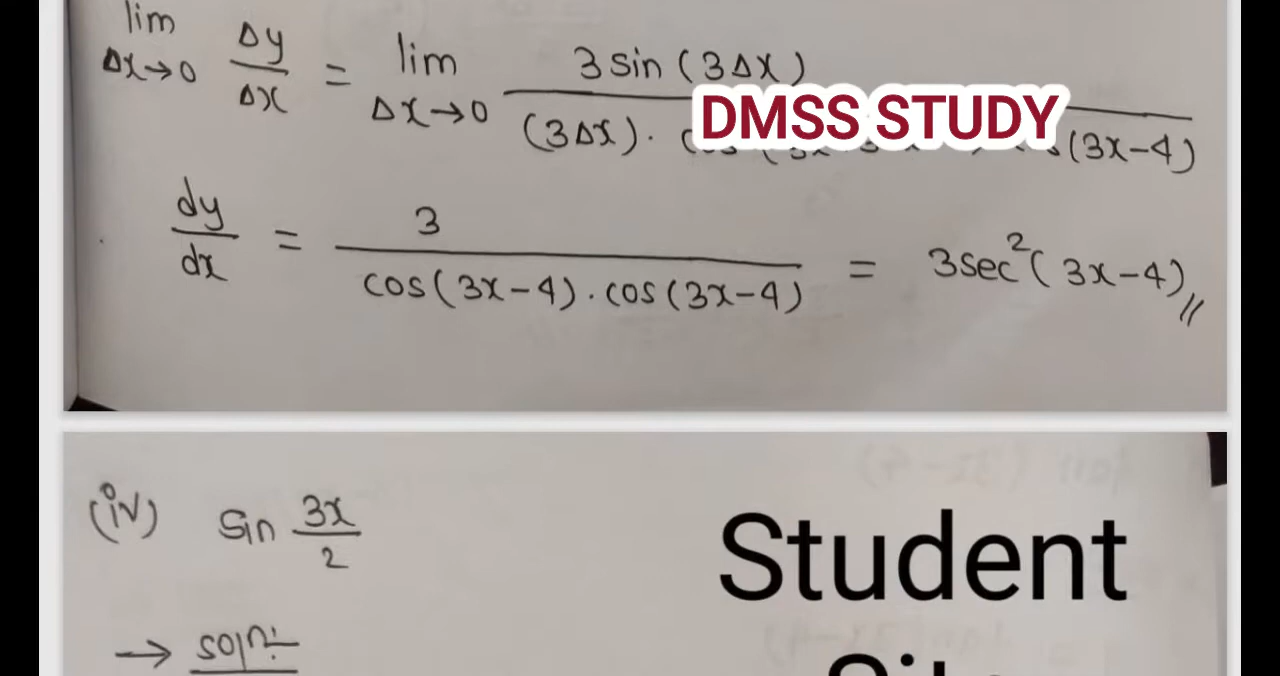 lim Δx→0 Δy/Δx = lim Δx→0 3 sin (3Δx) / (3Δx). (3x-4)
DMSS STUDY
dy/dx = 3 / cos(3x-4).cos(3x-4) = 3sec²(3x-4)//
(iv) Sin 3x/2
Student
→ soln: